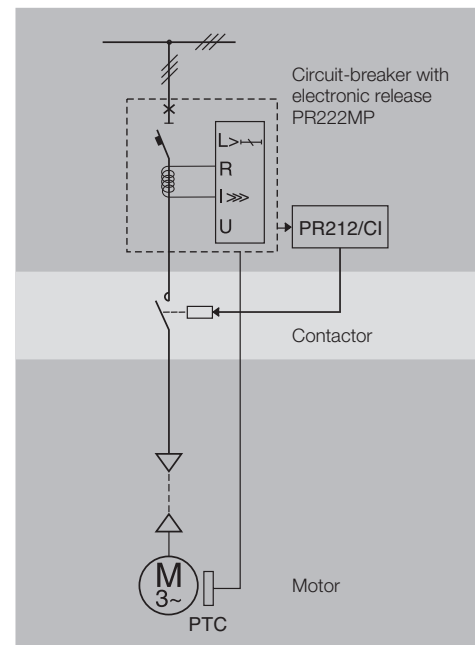 Circuit-breaker with
electronic release
PR222MP
L>
R
I>>>
U
PR212/CI
Contactor
M
3~
Motor
PTC